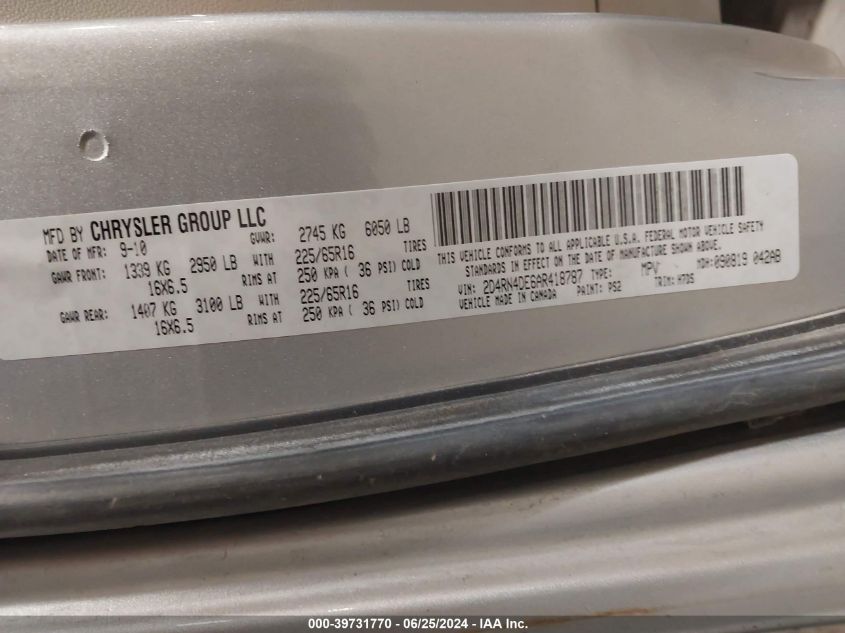 MFD BY CHRYSLER GROUP LLC
DATE OF MFR: 9-10 GVWR: 2745 KG 6050 LB
GAWR FRONT: 1339 KG 2950 LB WITH 225/65R16 TIRES
16X6.5 RIMS AT 250 KPA ( 36 PSI) COLD
GAWR REAR: 1407 KG 3100 LB WITH 225/65R16 TIRES
16X6.5 RIMS AT 250 KPA ( 36 PSI) COLD
THIS VEHICLE CONFORMS TO ALL APPLICABLE U.S.A. FEDERAL MOTOR VEHICLE SAFETY
STANDARDS IN EFFECT ON THE DATE OF MANUFACTURE SHOWN ABOVE.
VIN: 2D4RN4DE6AR418787 TYPE: MPV MDH: 090819 042AB
VEHICLE MADE IN CANADA PAINT: PS2 TRIM: H7D5
000-39731770 - 06/25/2024 - IAA Inc.